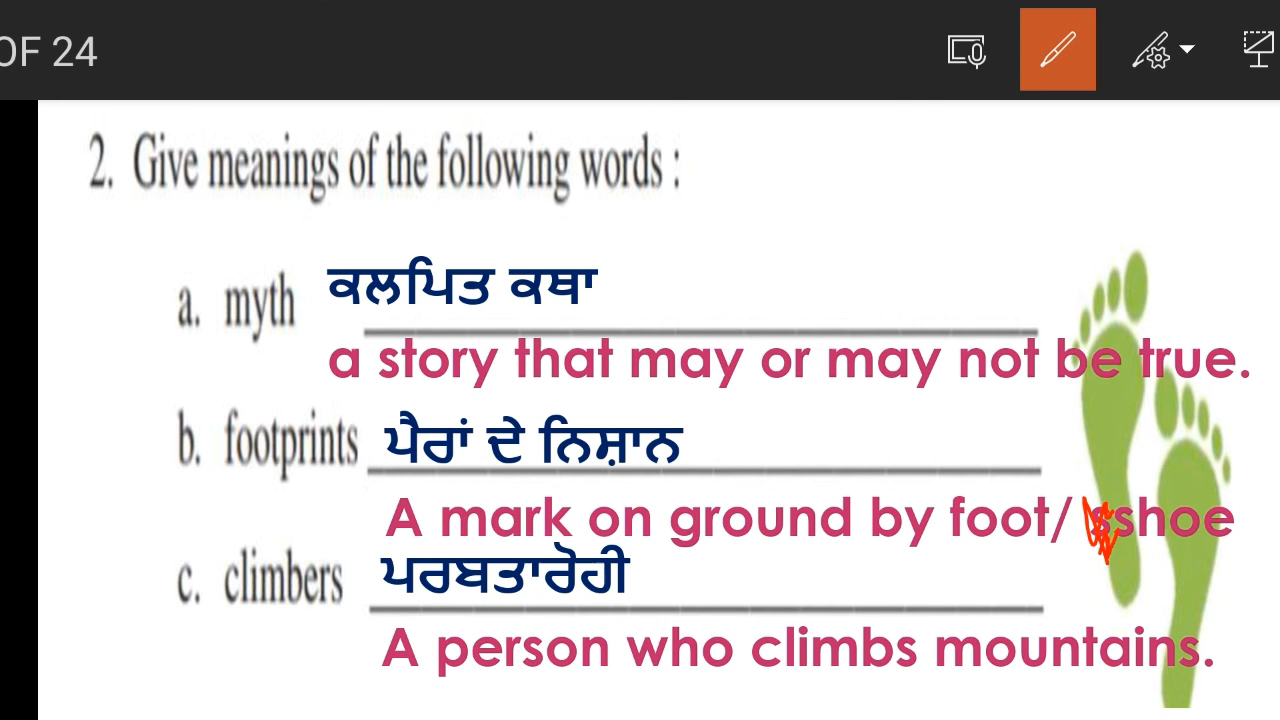 OF 24
2. Give meanings of the following words :
a. myth ਕਲਪਿਤ ਕਥਾ
a story that may or may not be true.
b. footprints ਪੈਰਾਂ ਦੇ ਨਿਸ਼ਾਨ
A mark on ground by foot/ sshoe
c. climbers ਪਰਬਤਾਰੋਹੀ
A person who climbs mountains.